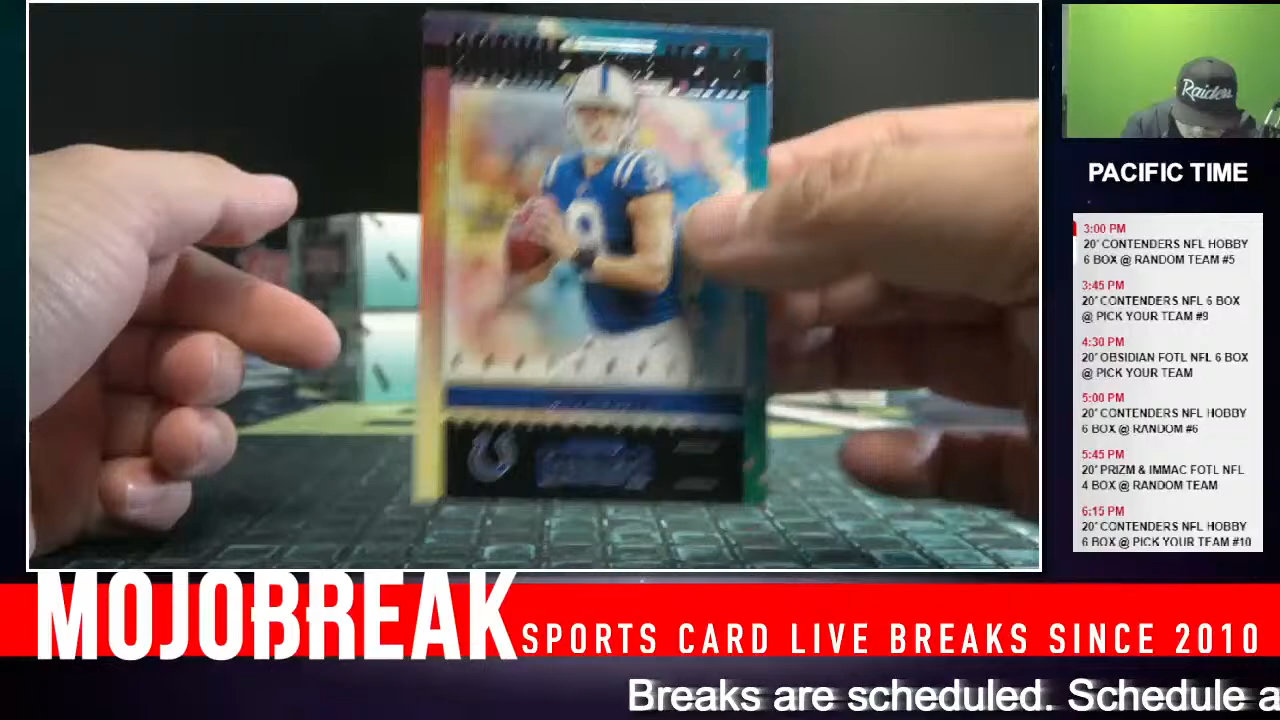 Raiders
PACIFIC TIME
3:00 PM
20' CONTENDERS NFL HOBBY
6 BOX @ RANDOM TEAM #5
3:45 PM
20' CONTENDERS NFL 6 BOX
@ PICK YOUR TEAM #9
4:30 PM
20' OBSIDIAN FOTL NFL 6 BOX
@ PICK YOUR TEAM
5:00 PM
20' CONTENDERS NFL HOBBY
6 BOX @ RANDOM #6
5:45 PM
20' PRIZM & IMMAC FOTL NFL
4 BOX @ RANDOM TEAM
6:15 PM
20' CONTENDERS NFL HOBBY
6 BOX @ PICK YOUR TEAM #10
MOJOBREAK
SPORTS CARD LIVE BREAKS SINCE 2010
Breaks are scheduled. Schedule a